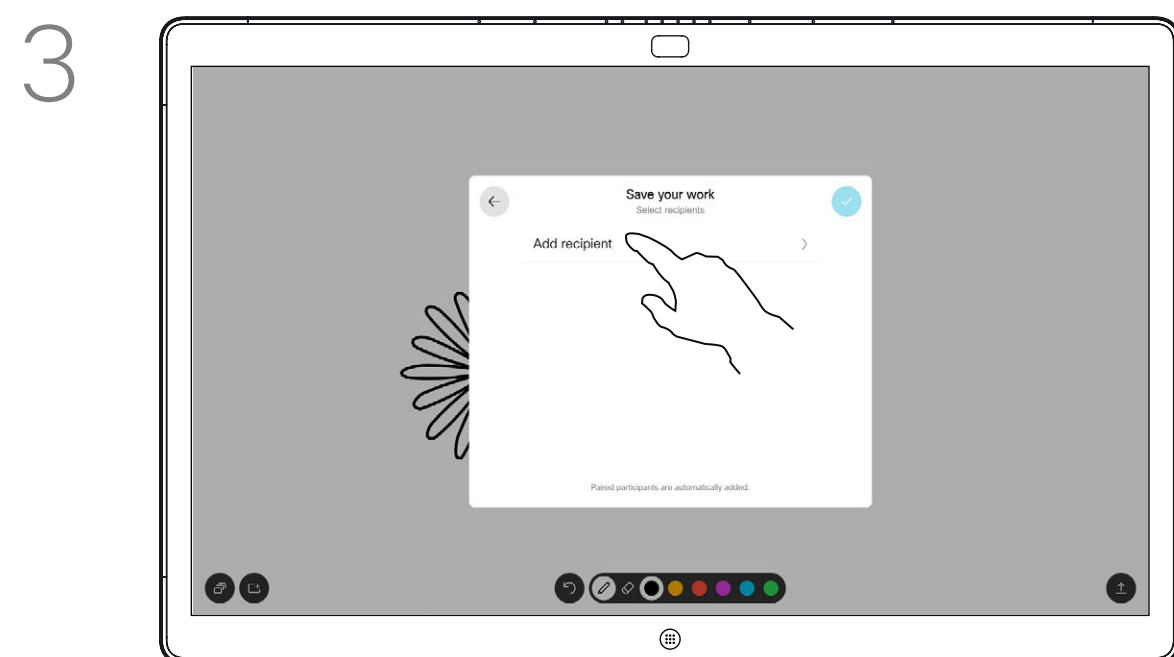 3
Save your work
Select recipients
Add recipient
Paired participants are automatically added.